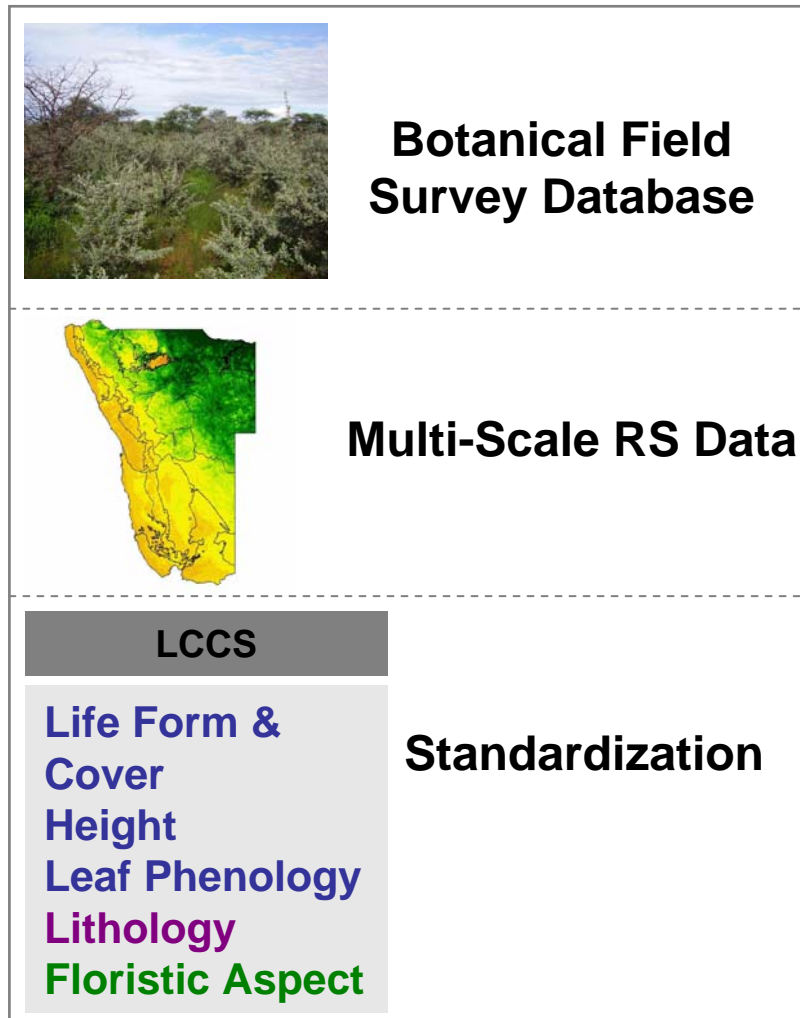 Botanical Field
Survey Database
Multi-Scale RS Data
LCCS
Life Form &
Cover
Height
Leaf Phenology
Lithology
Floristic Aspect
Standardization